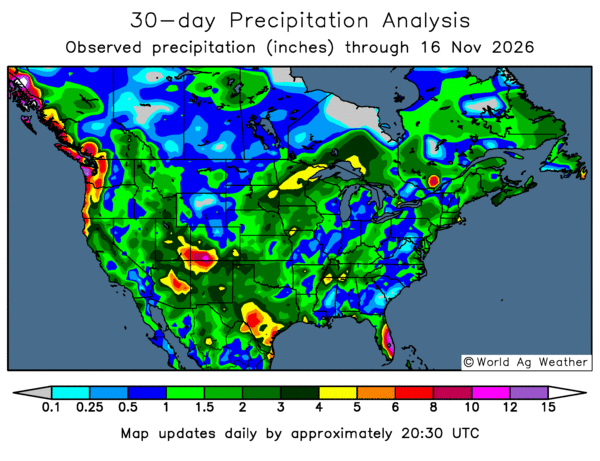 30-day Precipitation Analysis
Observed precipitation (inches) through 16 Nov 2026
© World Ag Weather
0.1 0.25 0.5 1 1.5 2 3 4 5 6 8 10 12 15
Map updates daily by approximately 20:30 UTC